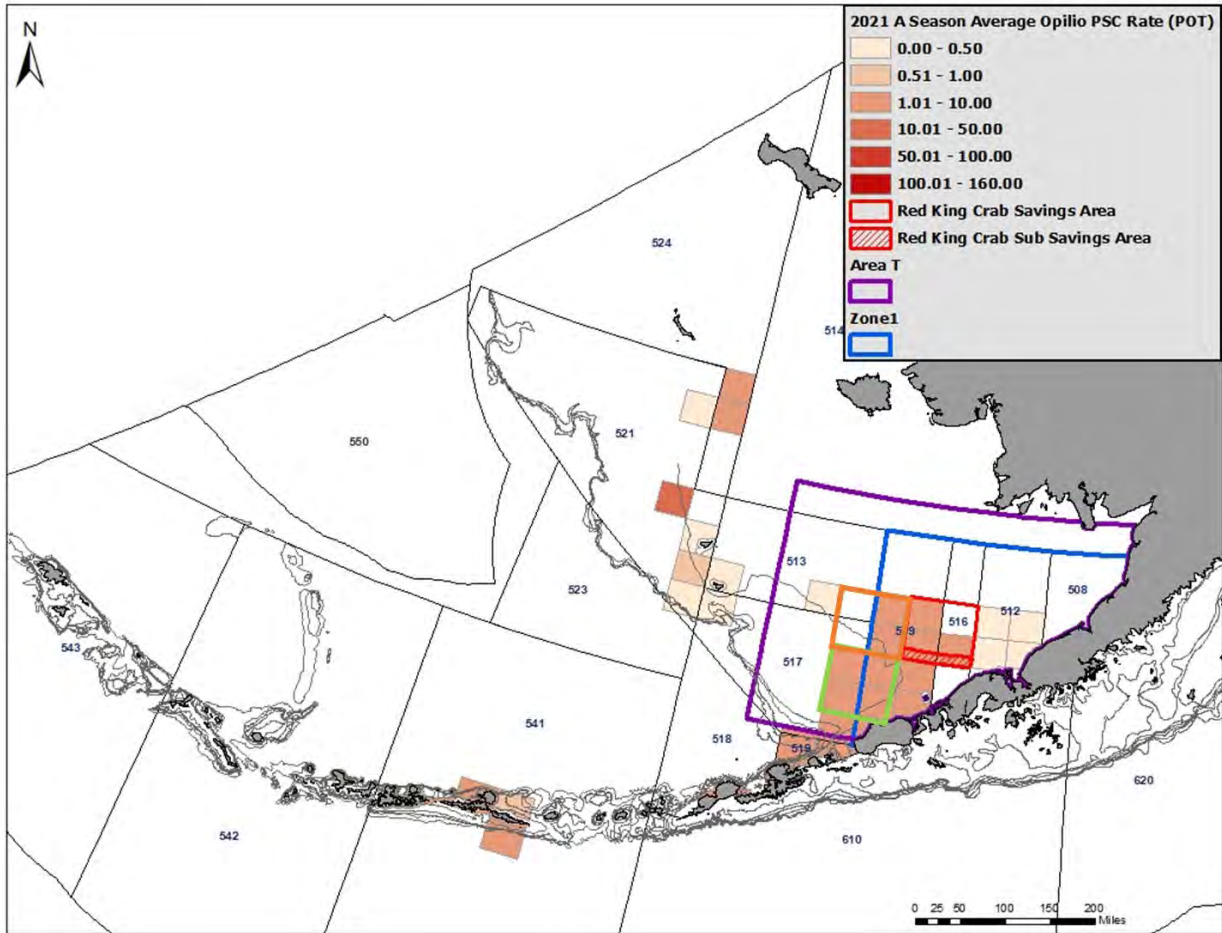 N
2021 A Season Average Opilio PSC Rate (POT)
0.00 - 0.50
0.51 - 1.00
1.01 - 10.00
10.01 - 50.00
50.01 - 100.00
100.01 - 160.00
Red King Crab Savings Area
Red King Crab Sub Savings Area
Area T
Zone1
524
514
550
521
513
523
512
508
516
509
543
517
541
518
519
542
610
620
0 25 50 100 150 200
Miles